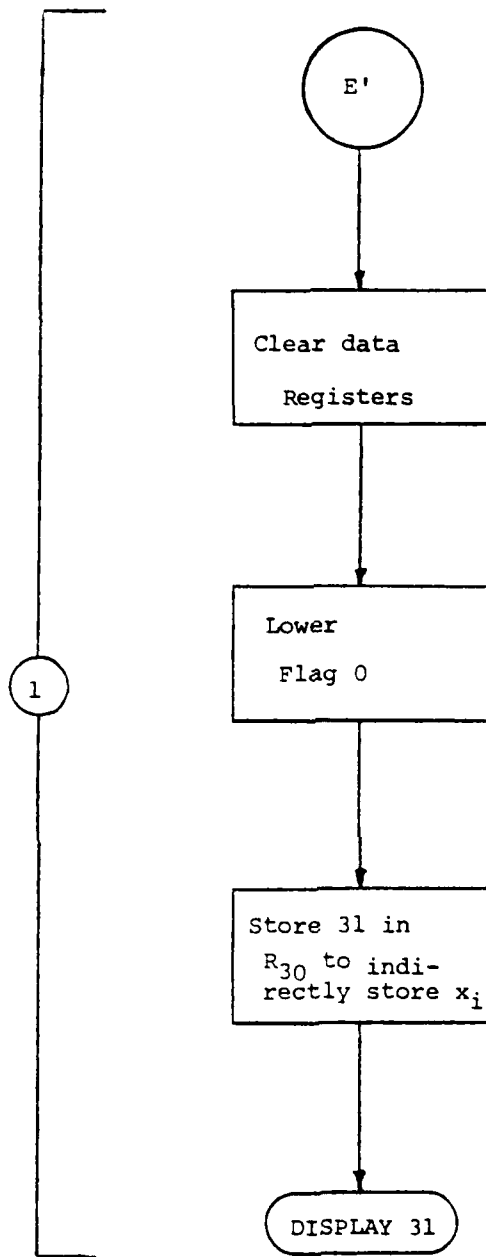 E'
Clear data
Registers
Lower
Flag 0
1
Store 31 in
R30 to indi-
rectly store xi
DISPLAY 31